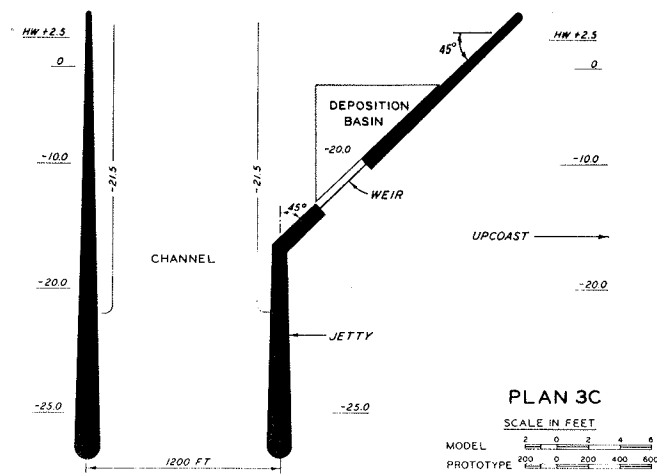 HW +2.5
0
-10.0
-20.0
-25.0
-21.5
CHANNEL
-21.5
45°
DEPOSITION
BASIN
-20.0
WEIR
45°
JETTY
-25.0
1200 FT
HW +2.5
0
-10.0
UPCOAST
-20.0
PLAN 3C
SCALE IN FEET
MODEL 2 0 2 4 6
PROTOTYPE 200 0 200 400 600